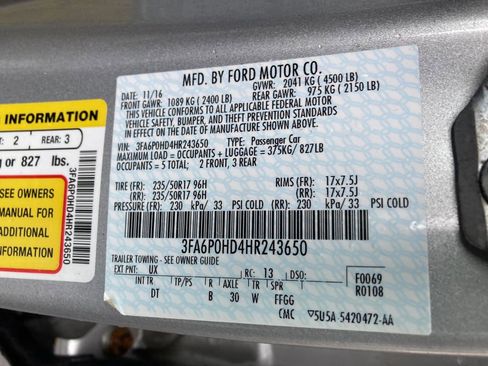 INFORMATION
2 REAR: 3
or 827 lbs.
SEE OWNERS
MANUAL FOR
ADDITIONAL
INFORMATION
3FA6P0HD4HR243650
MFD. BY FORD MOTOR CO.
11/16 GVWR: 2041 KG ( 4500 LB)
FRONT GAWR: 1089 KG ( 2400 LB) REAR GAWR: 975 KG ( 2150 LB)
THIS VEHICLE CONFORMS TO ALL APPLICABLE FEDERAL MOTOR
VEHICLE SAFETY, BUMPER, AND THEFT PREVENTION STANDARDS
IN EFFECT ON THE DATE OF MANUFACTURE SHOWN ABOVE.
VIN: 3FA6P0HD4HR243650 TYPE: Passenger Car
MAXIMUM LOAD = OCCUPANTS + LUGGAGE = 375KG/ 827LB
OCCUPANTS = 5 TOTAL: 2 FRONT, 3 REAR
TIRE (FR): 235/50R17 96H RIMS (FR): 17x7.5J
(RR): 235/50R17 96H (RR): 17x7.5J
PRESSURE (FR): 230 kPa/ 33 PSI COLD (RR): 230 kPa/ 33 PSI COLD
3FA6P0HD4HR243650
TRAILER TOWING - SEE OWNER GUIDE
EXT PNT: UX RC: 13 DSO: F0069
INT TR TP/PS R AXLE TR SPR R0108
DT B 30 W FFGG
CMC 5U5A 5420472-AA